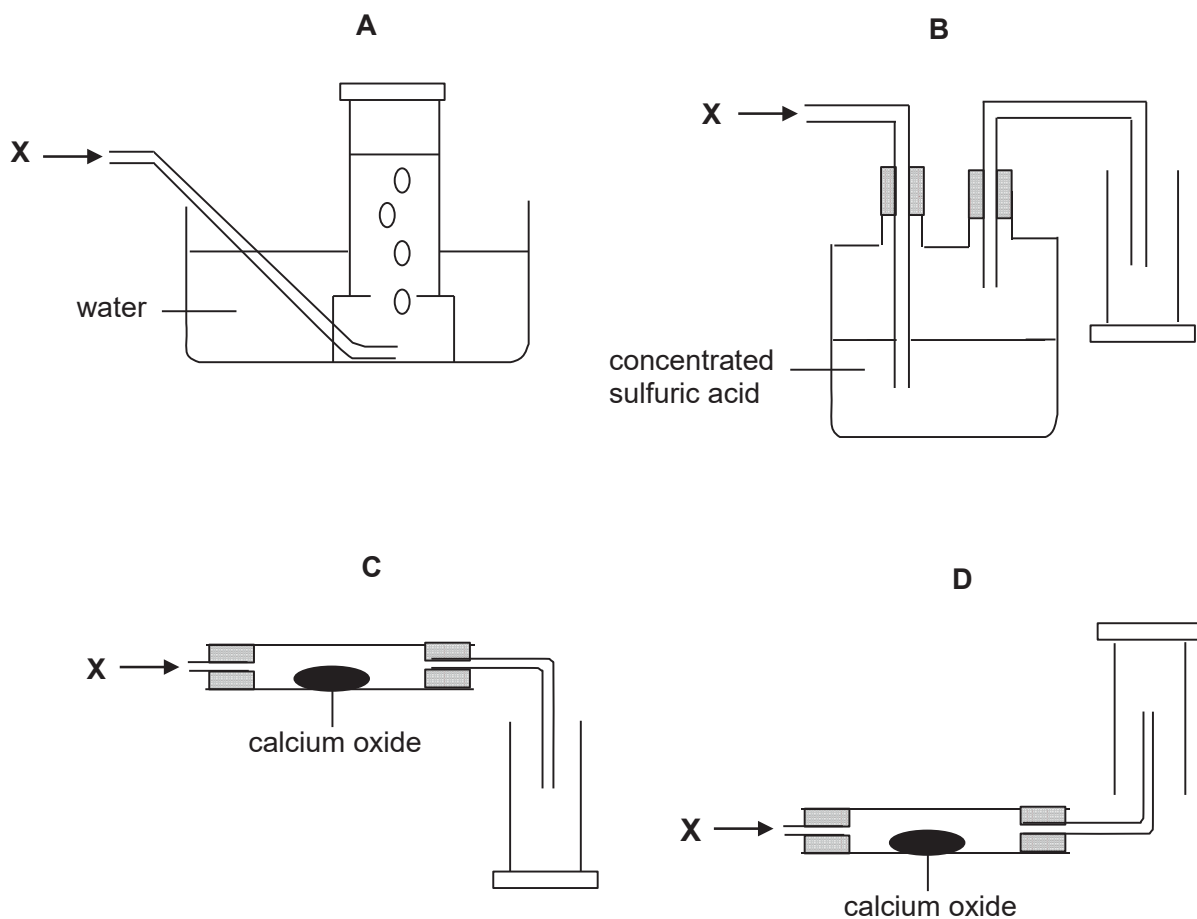 A
B
X
X
water
concentrated
sulfuric acid
C
D
X
calcium oxide
X
calcium oxide